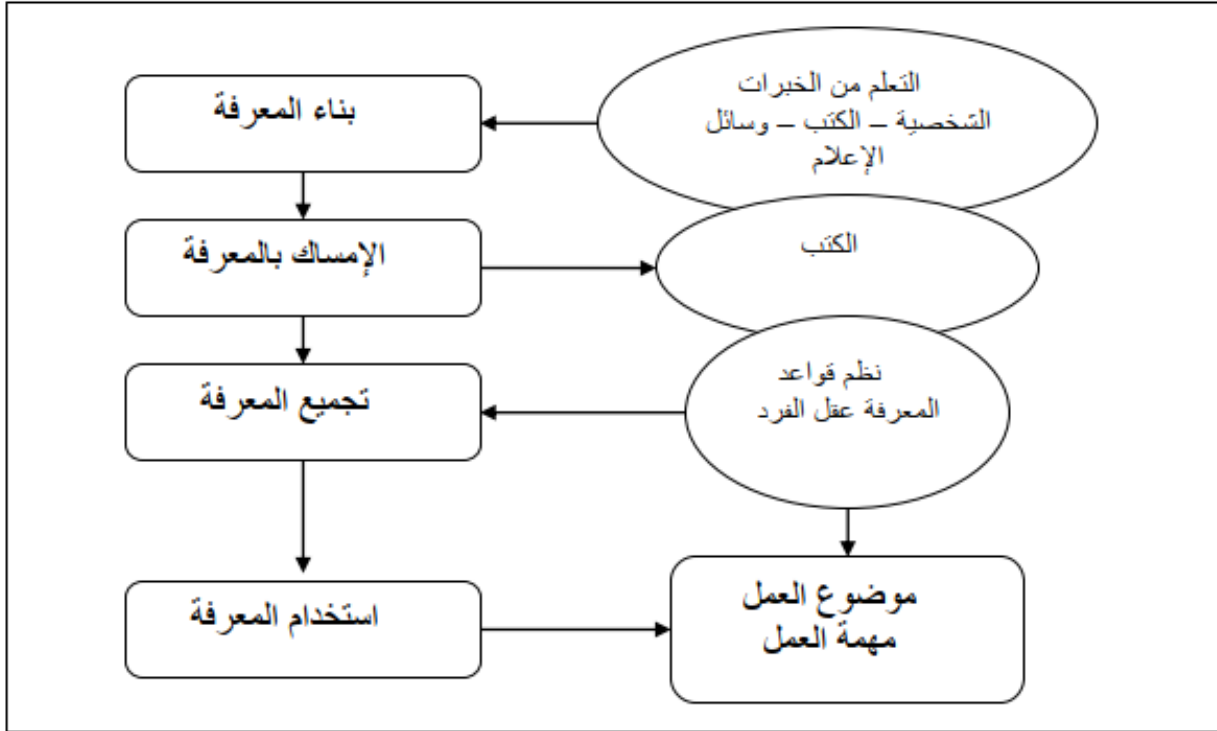 بناء المعرفة
التعلم من الخبرات
الشخصية – الكتب – وسائل
الإعلام
الإمساك بالمعرفة
الكتب
تجميع المعرفة
نظم قواعد
المعرفة عقل الفرد
استخدام المعرفة
موضوع العمل
مهمة العمل